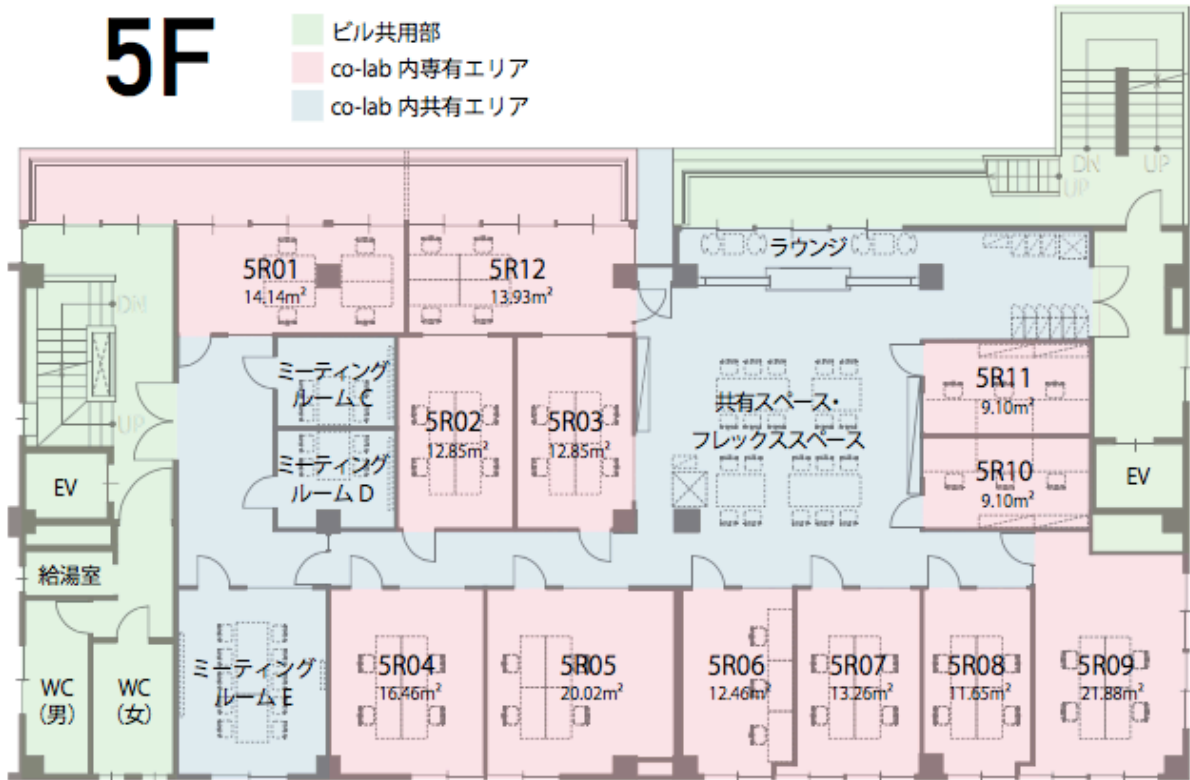 5F
ビル共用部
co-lab 内専有エリア
co-lab 内共有エリア
DN
UP
UP
ラウンジ
5R01
14.14m²
5R12
13.93m²
DN
UP
ミーティング
ルーム C
5R02
12.85m²
5R03
12.85m²
共有スペース・
フレックススペース
5R11
9.10m²
ミーティング
ルーム D
5R10
9.10m²
EV
EV
給湯室
WC
(男)
WC
(女)
ミーティング
ルーム E
5R04
16.46m²
5R05
20.02m²
5R06
12.46m²
5R07
13.26m²
5R08
11.65m²
5R09
21.88m²